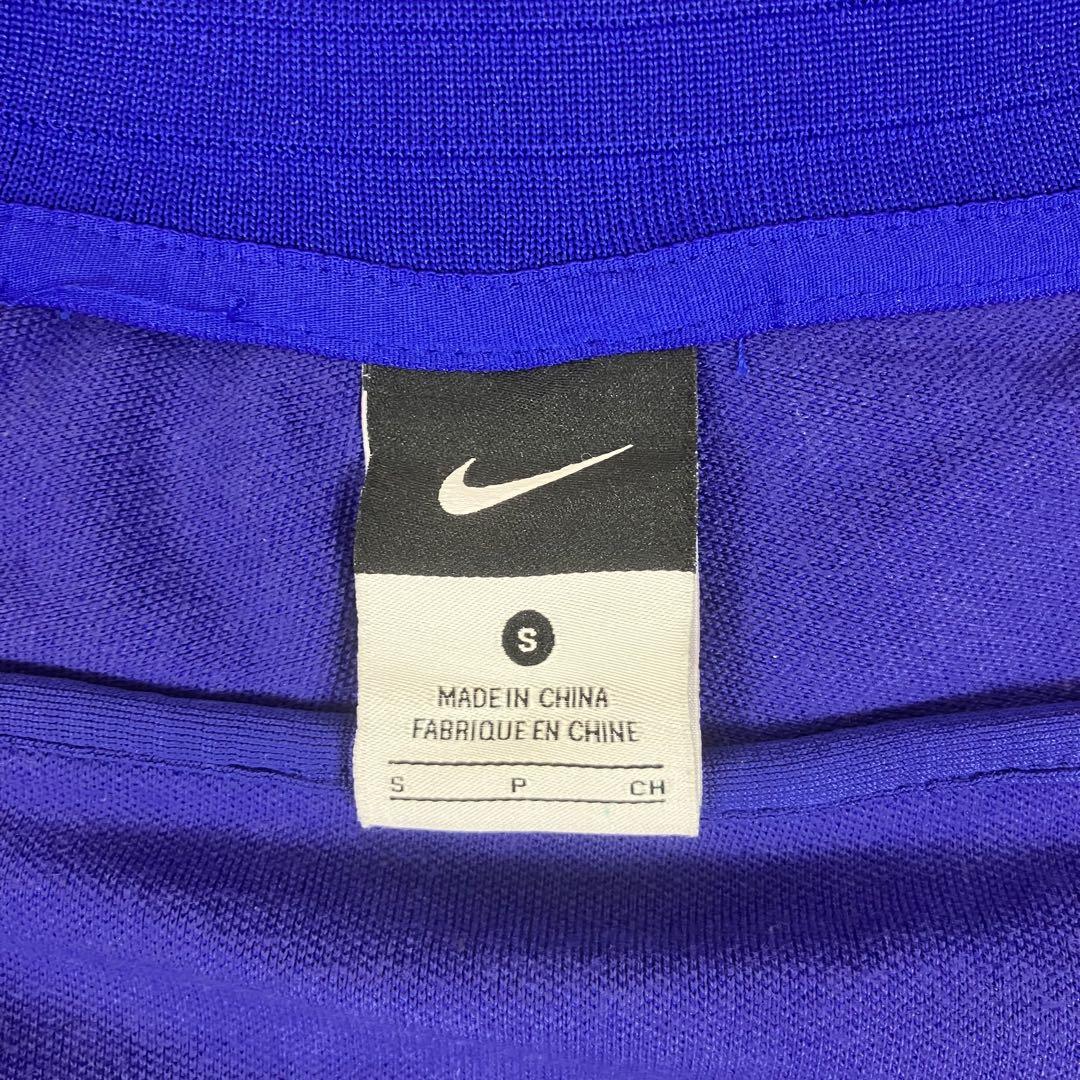 S
MADE IN CHINA
FABRIQUE EN CHINE
S P CH